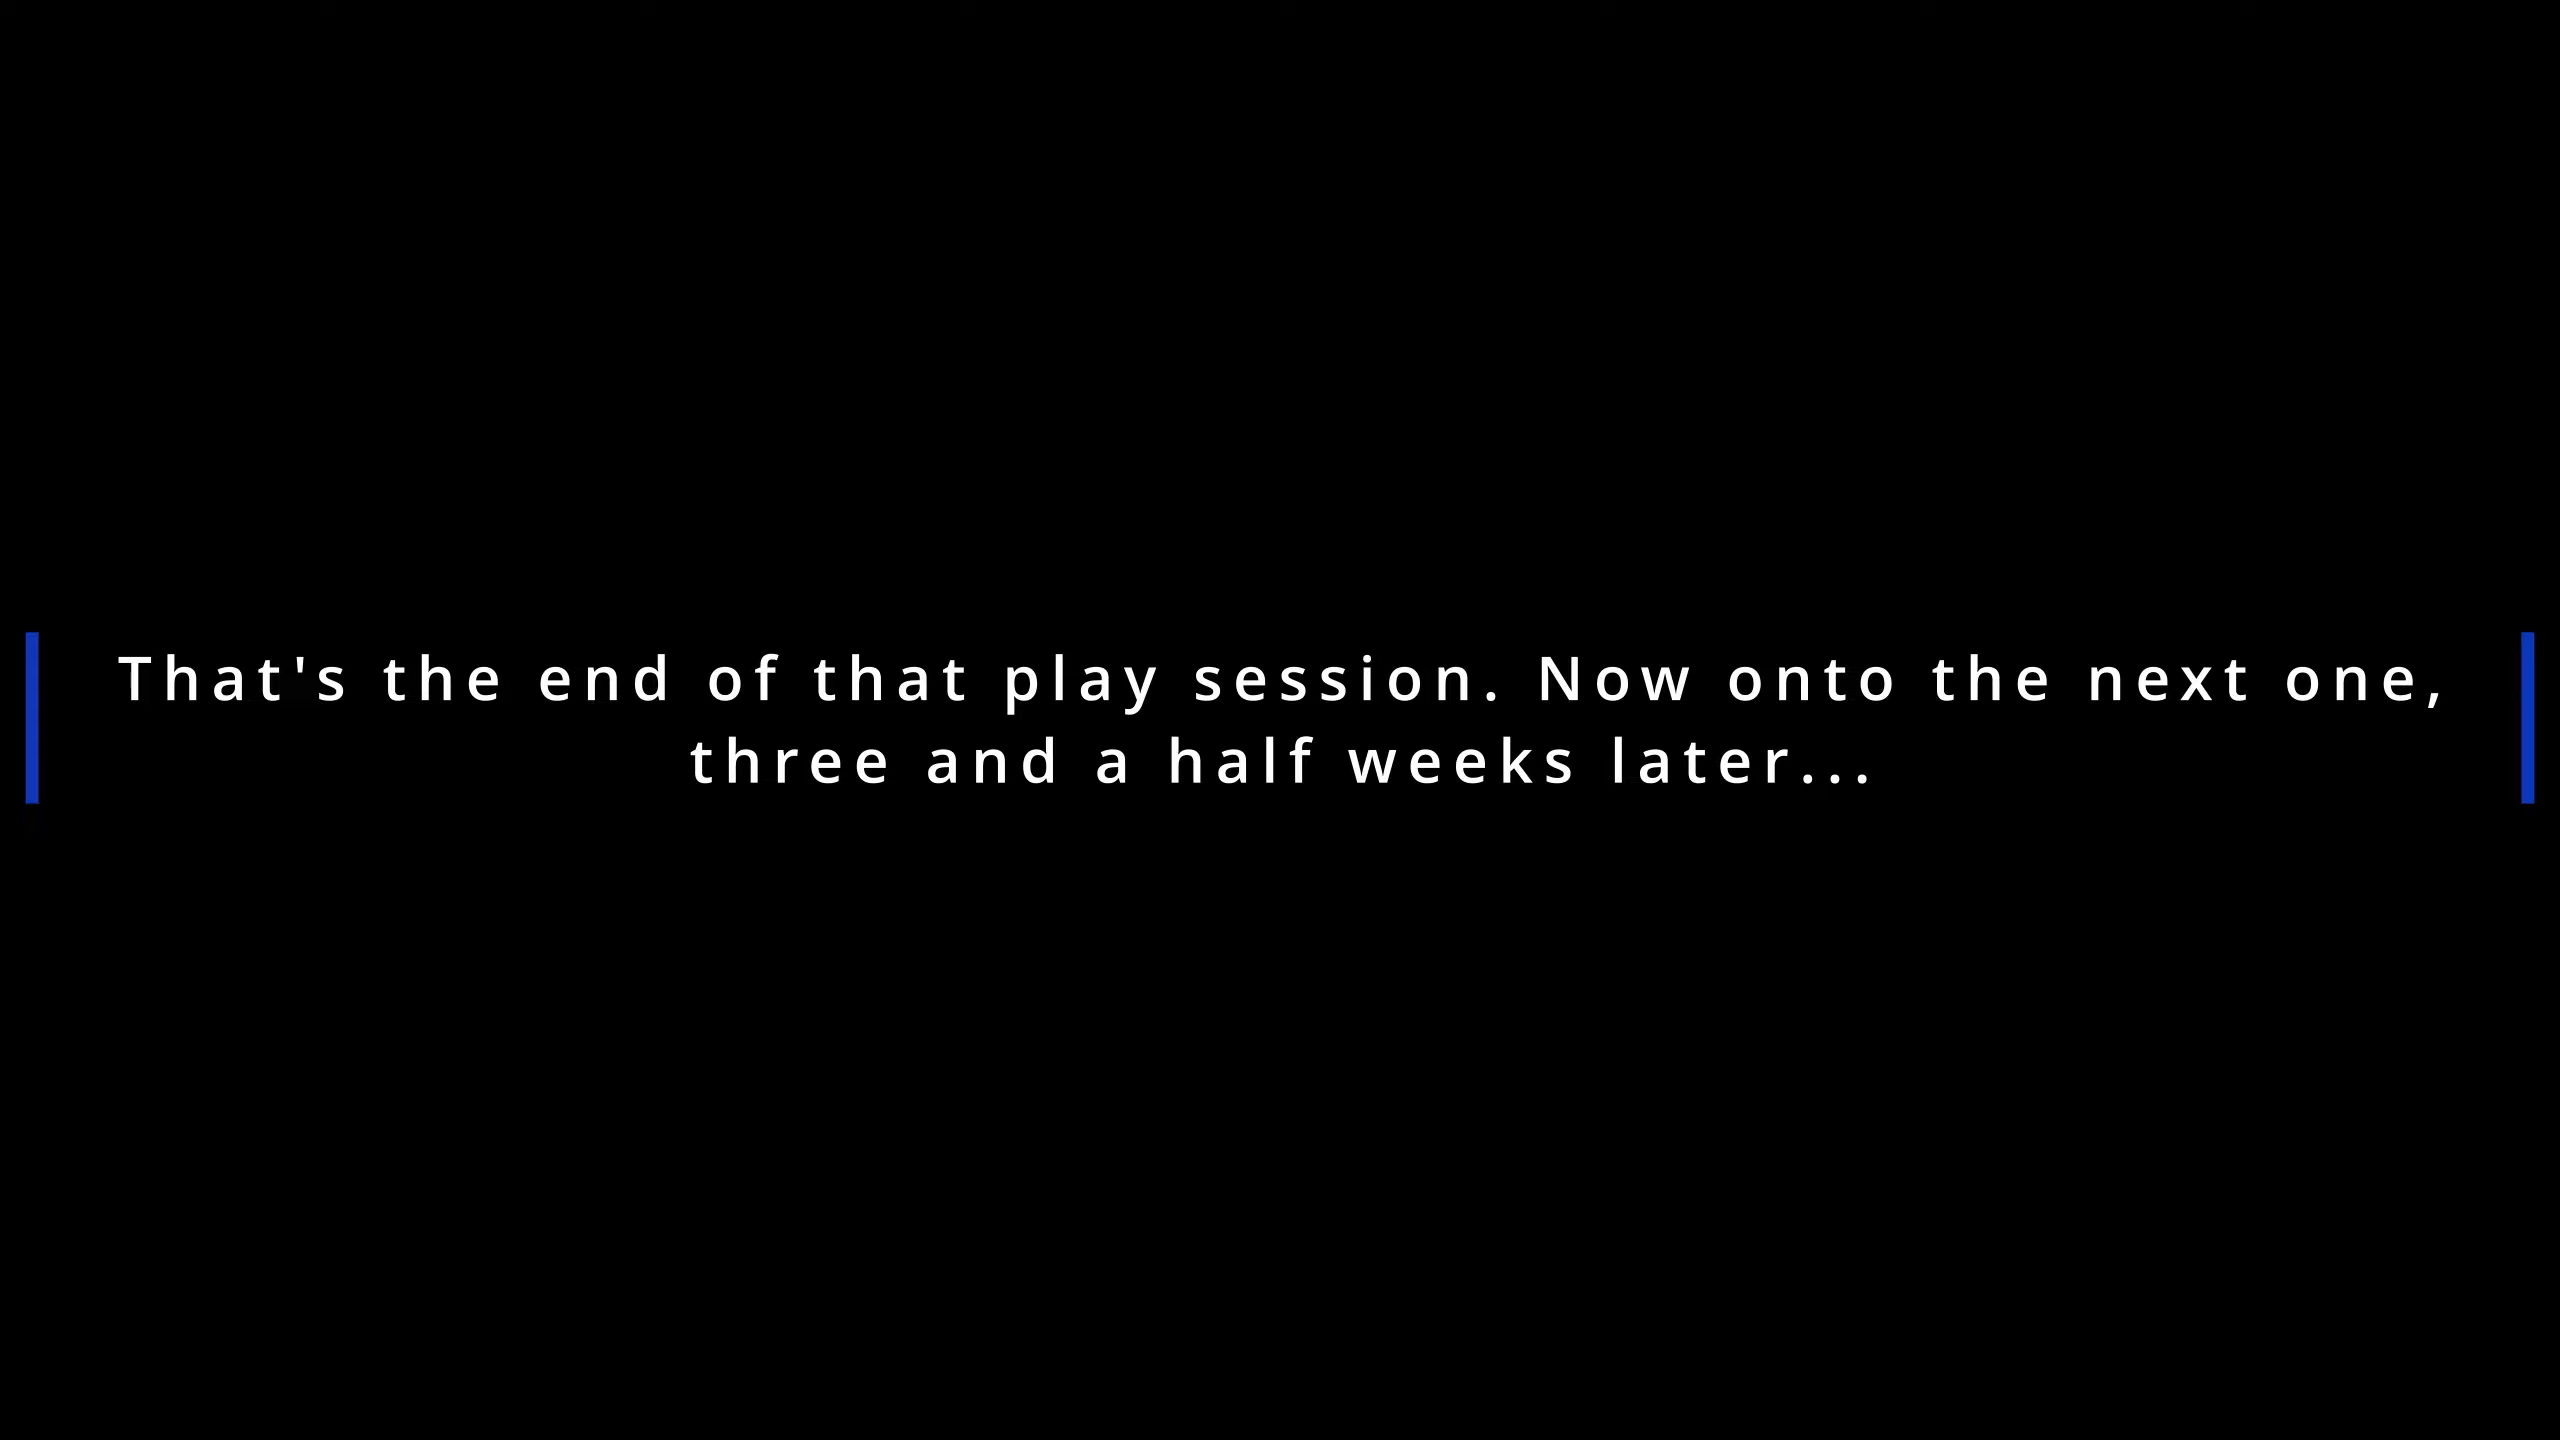 That's the end of that play session. Now onto the next one,
three and a half weeks later...